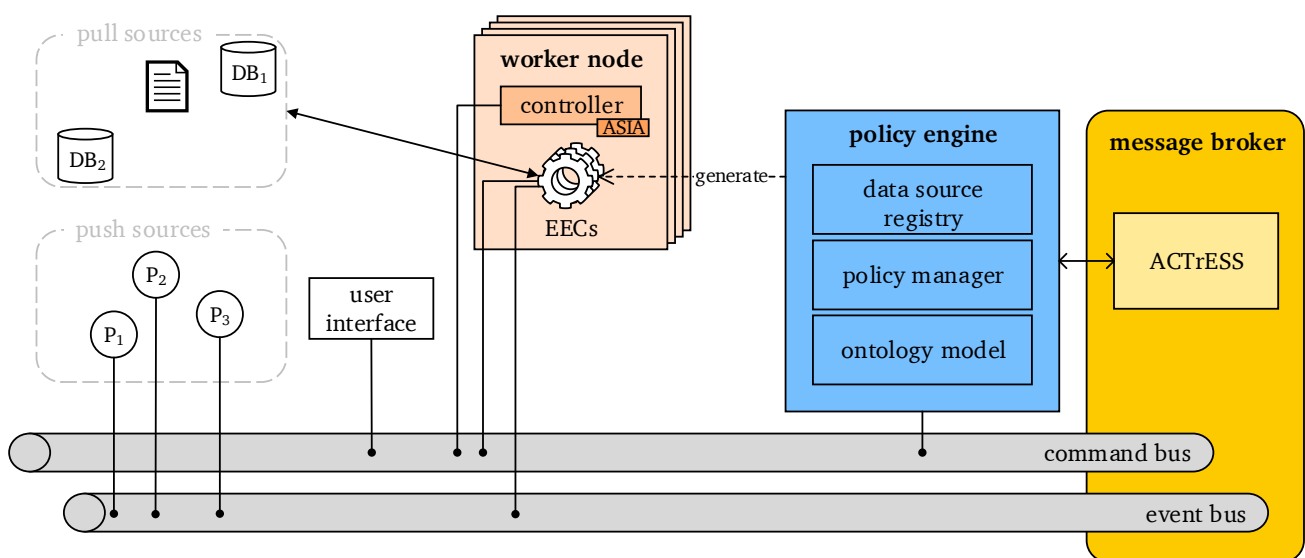 pull sources
DB₁
DB₂
worker node
controller
ASIA
EECs
generate
policy engine
data source
registry
policy manager
ontology model
message broker
ACTrESS
push sources
P₂
P₃
P₁
user
interface
command bus
event bus